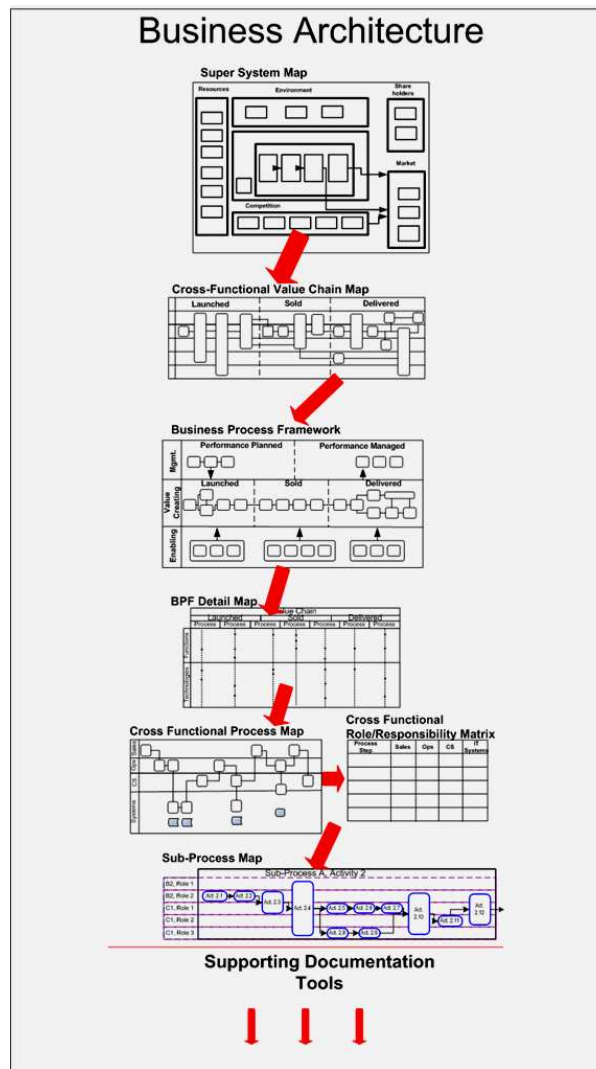 Business Architecture
Super System Map
Resources
Environment
Share
holders
Market
Competition
Cross-Functional Value Chain Map
Launched Sold Delivered
Business Process Framework
Mgmt.
Performance Planned Performance Managed
Value
Creating
Launched Sold Delivered
Enabling
BPF Detail Map
alue Chain
Launched Sold Delivered
Process Process Process Process Process Process Process
Functions
Technologies
Cross Functional Process Map
Sales
Ops
CS
Systems
Cross Functional
Role/Responsibility Matrix
Process
Step
Sales
Ops
CS
IT
Systems
Sub-Process Map
Sub-Process A, Activity 2
B2, Role 1
B2, Role 2
C1, Role 1
C1, Role 2
C1, Role 3
Act. 2.1
Act. 2.2
Act. 2.3
Act. 2.4
Act. 2.5
Act. 2.6
Act. 2.7
Act. 2.8
Act. 2.9
Act.
2.10
Act. 2.11
Act.
2.12
Supporting Documentation
Tools